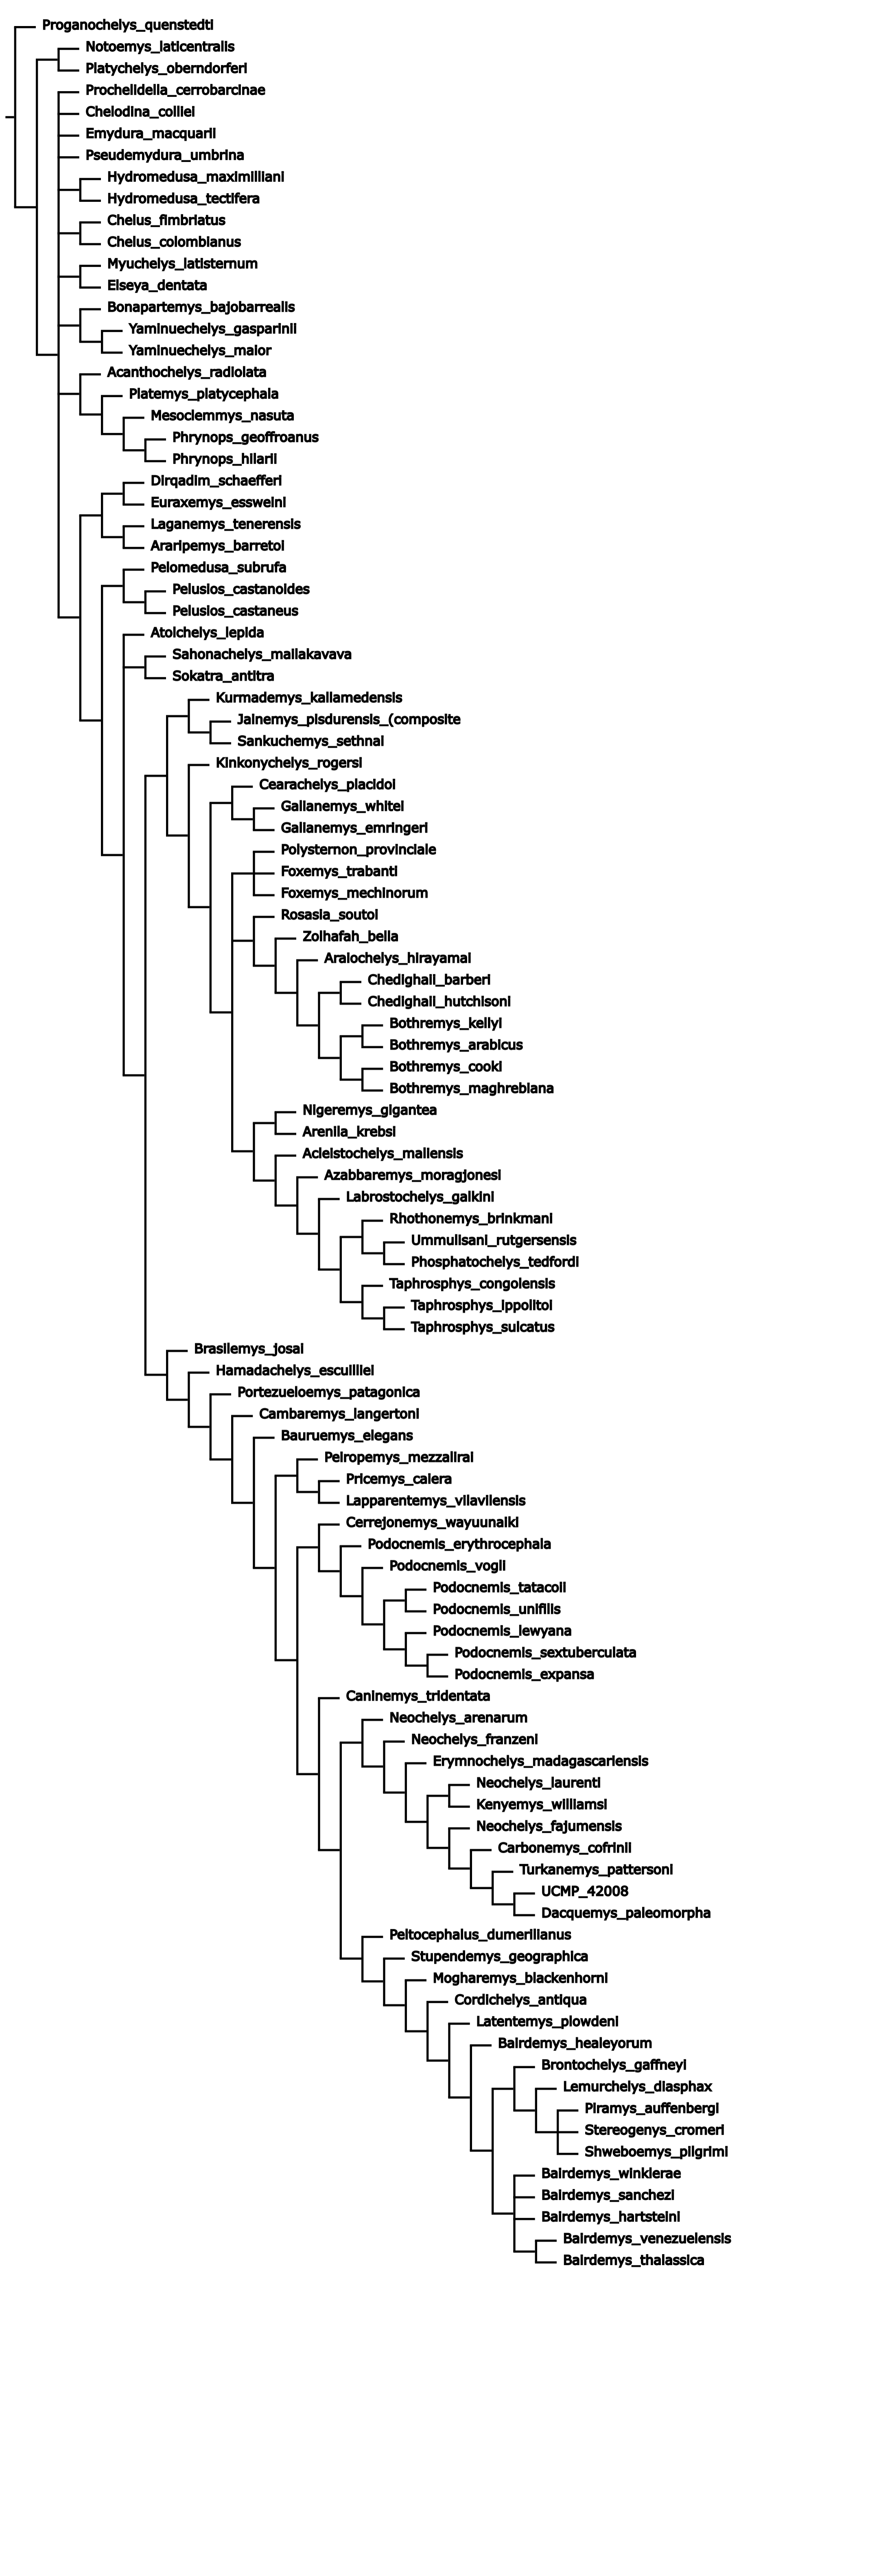 Proganochelys_quenstedti
Notoemys_laticentralis
Platychelys_oberndorferi
Prochelidella_cerrobarcinae
Chelodina_colliei
Emydura_macquarii
Pseudemydura_umbrina
Hydromedusa_maximiliani
Hydromedusa_tectifera
Chelus_fimbriatus
Chelus_colombianus
Myuchelys_latisternum
Elseya_dentata
Bonapartemys_bajobarrealis
Yaminuechelys_gasparinii
Yaminuechelys_maior
Acanthochelys_radiolata
Platemys_platycephala
Mesoclemmys_nasuta
Phrynops_geoffroanus
Phrynops_hilarii
Dirqadim_schaefferi
Euraxemys_essweini
Laganemys_tenerensis
Araripemys_barretoi
Pelomedusa_subrufa
Pelusios_castanoides
Pelusios_castaneus
Atolchelys_lepida
Sahonachelys_mailakavava
Sokatra_antitra
Kurmademys_kallamedensis
Jainemys_pisdurensis_(composite
Sankuchemys_sethnai
Kinkonychelys_rogersi
Cearachelys_placidoi
Galianemys_whitei
Galianemys_emringeri
Polysternon_provinciale
Foxemys_trabanti
Foxemys_mechinorum
Rosasia_soutoi
Zolhafah_bella
Araiochelys_hirayamai
Chedighaii_barberi
Chedighaii_hutchisoni
Bothremys_kellyi
Bothremys_arabicus
Bothremys_cooki
Bothremys_maghrebiana
Nigeremys_gigantea
Arenila_krebsi
Acleistochelys_maliensis
Azabbaremys_moragjonesi
Labrostochelys_galkini
Rhothonemys_brinkmani
Ummulisani_rutgersensis
Phosphatochelys_tedfordi
Taphrosphys_congolensis
Taphrosphys_ippolitoi
Taphrosphys_sulcatus
Brasilemys_josai
Hamadachelys_escuilliei
Portezueloemys_patagonica
Cambaremys_langertoni
Bauruemys_elegans
Peiropemys_mezzalirai
Pricemys_caiera
Lapparentemys_vilavilensis
Cerrejonemys_wayuunaiki
Podocnemis_erythrocephala
Podocnemis_vogli
Podocnemis_tatacoii
Podocnemis_unifilis
Podocnemis_lewyana
Podocnemis_sextuberculata
Podocnemis_expansa
Caninemys_tridentata
Neochelys_arenarum
Neochelys_franzeni
Erymnochelys_madagascariensis
Neochelys_laurenti
Kenyemys_williamsi
Neochelys_fajumensis
Carbonemys_cofrinii
Turkanemys_pattersoni
UCMP_42008
Dacquemys_paleomorpha
Peltocephalus_dumerilianus
Stupendemys_geographica
Mogharemys_blackenhorni
Cordichelys_antiqua
Latentemys_plowdeni
Bairdemys_healeyorum
Brontochelys_gaffneyi
Lemurchelys_diasphax
Piramys_auffenbergi
Stereogenys_cromeri
Shweboemys_pilgrimi
Bairdemys_winklerae
Bairdemys_sanchezi
Bairdemys_hartsteini
Bairdemys_venezuelensis
Bairdemys_thalassica